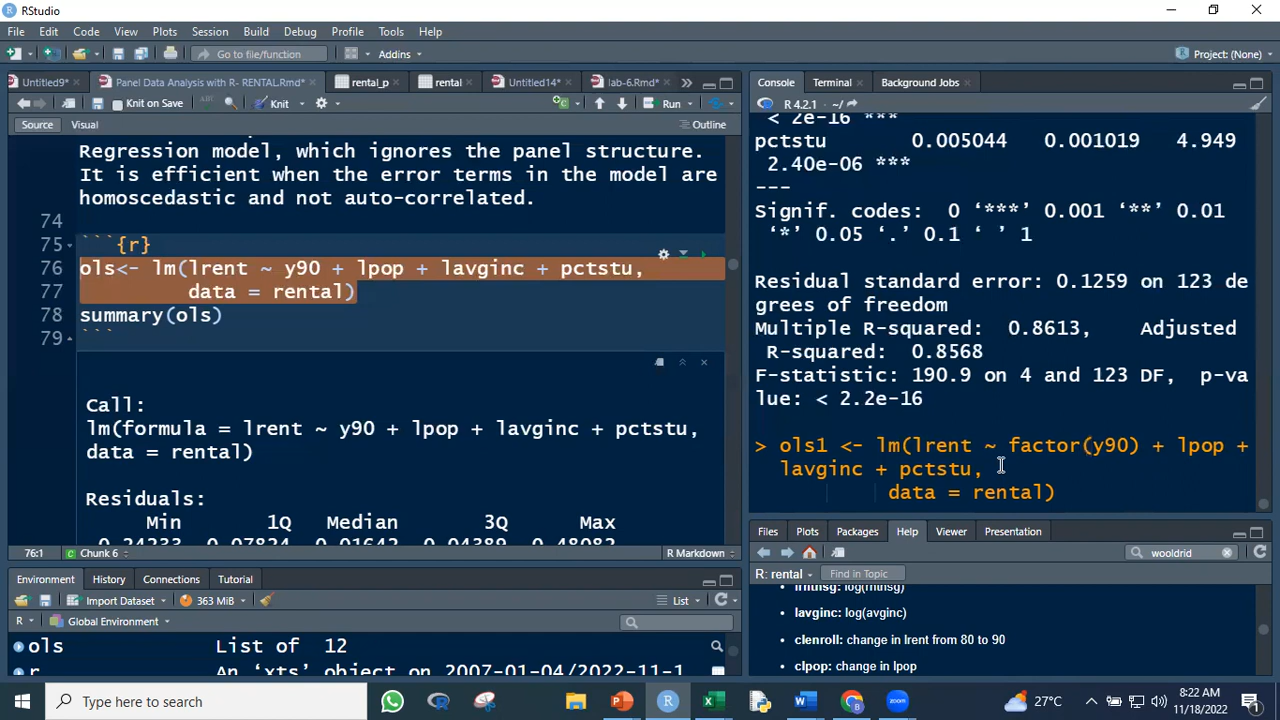 RStudio
File Edit Code View Plots Session Build Debug Profile Tools Help
Go to file/function
Addins
Project: (None)
Untitled9*
Panel Data Analysis with R- RENTAL.Rmd*
rental_p
rental
Untitled14*
lab-6.Rmd*
Knit on Save
Knit
Run
Source
Visual
Outline
Regression model, which ignores the panel structure.
It is efficient when the error terms in the model are
homoscedastic and not auto-correlated.
74
75 ```{r}
76 ols<- lm(lrent ~ y90 + lpop + lavginc + pctstu,
77 data = rental)
78 summary(ols)
79 ```
Call:
lm(formula = lrent ~ y90 + lpop + lavginc + pctstu,
data = rental)
Residuals:
Min 1Q Median 3Q Max
76:1
Chunk 6
R Markdown
Environment History Connections Tutorial
Import Dataset
363 MiB
List
R
Global Environment
ols List of 12
r An ‘xts’ object on 2007-01-04/2022-11-1
Console Terminal Background Jobs
R 4.2.1 · ~/
< 2e-16 ***
pctstu 0.005044 0.001019 4.949
2.40e-06 ***
---
Signif. codes: 0 ‘***’ 0.001 ‘**’ 0.01
‘*’ 0.05 ‘.’ 0.1 ‘ ’ 1
Residual standard error: 0.1259 on 123 de
grees of freedom
Multiple R-squared: 0.8613, Adjusted
R-squared: 0.8568
F-statistic: 190.9 on 4 and 123 DF, p-va
lue: < 2.2e-16
> ols1 <- lm(lrent ~ factor(y90) + lpop +
lavginc + pctstu,
data = rental)
Files Plots Packages Help Viewer Presentation
wooldrid
R: rental
Find in Topic
lavginc: log(avginc)
clenroll: change in lrent from 80 to 90
clpop: change in lpop
Type here to search
27°C
8:22 AM
11/18/2022